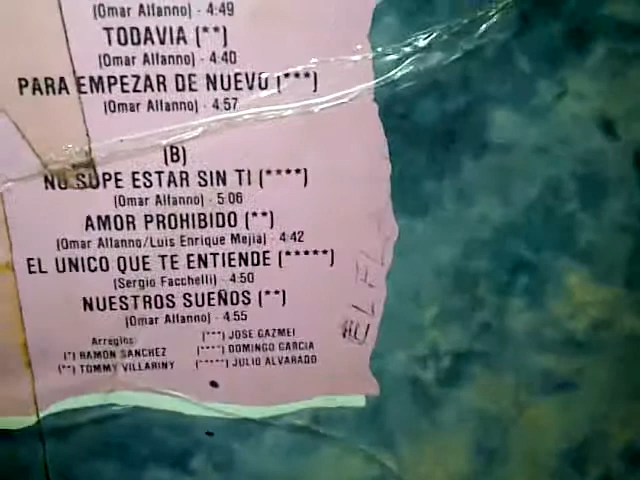 (Omar Alfanno) - 4:49
TODAVIA (**)
(Omar Alfanno) - 4:40
PARA EMPEZAR DE NUEVO (***)
(Omar Alfanno) - 4:57
(B)
NO SUPE ESTAR SIN TI (****)
(Omar Alfanno) - 5:06
AMOR PROHIBIDO (**)
(Omar Alfanno/Luis Enrique Mejia) - 4:42
EL UNICO QUE TE ENTIENDE (*****)
(Sergio Facchelli) - 4:50
NUESTROS SUEÑOS (**)
(Omar Alfanno) - 4:55
Arreglos:
(*) RAMON SANCHEZ
(**) TOMMY VILLARINY
(***) JOSE GAZMEI
(****) DOMINGO GARCIA
(*****) JULIO ALVARADO